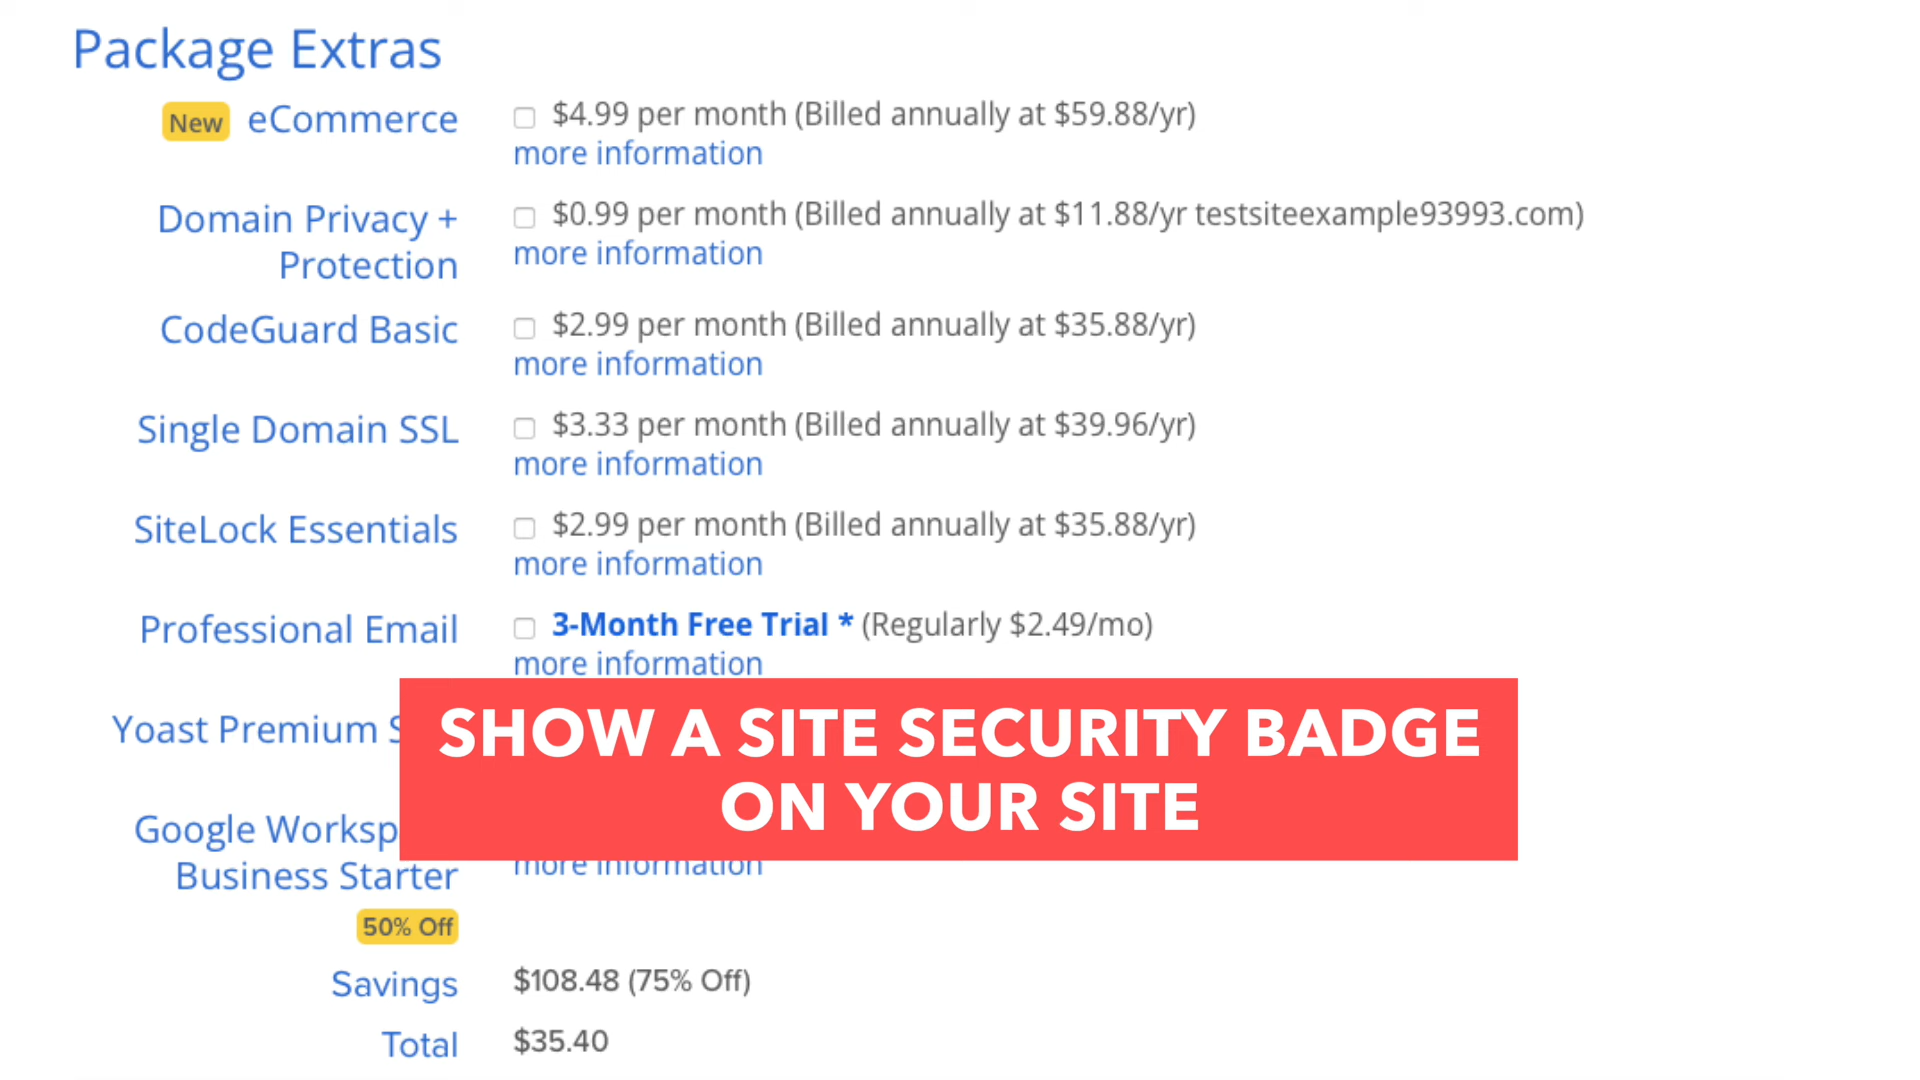 Package Extras
New eCommerce
$4.99 per month (Billed annually at $59.88/yr)
more information
Domain Privacy +
Protection
$0.99 per month (Billed annually at $11.88/yr testsiteexample93993.com)
more information
CodeGuard Basic
$2.99 per month (Billed annually at $35.88/yr)
more information
Single Domain SSL
$3.33 per month (Billed annually at $39.96/yr)
more information
SiteLock Essentials
$2.99 per month (Billed annually at $35.88/yr)
more information
Professional Email
3-Month Free Trial * (Regularly $2.49/mo)
more information
Yoast Premium
SHOW A SITE SECURITY BADGE
ON YOUR SITE
Google
Business Starter
more information
50% Off
Savings
$108.48 (75% Off)
Total
$35.40